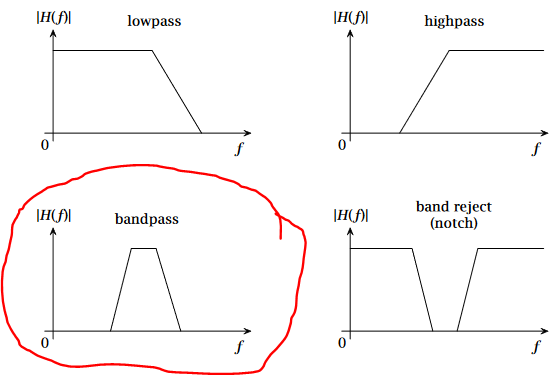 |H(f)| lowpass
0 f
|H(f)| highpass
0 f
|H(f)| bandpass
0 f
|H(f)| band reject
(notch)
0 f